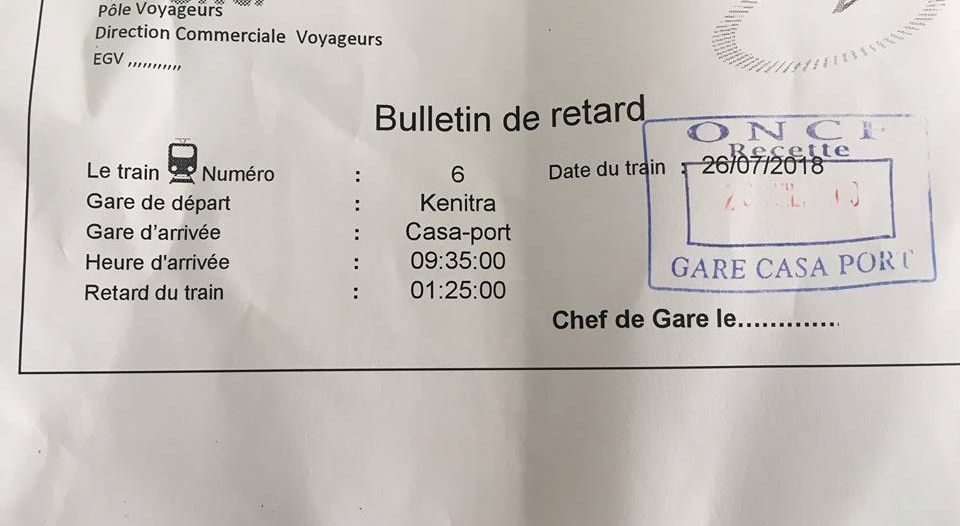 Pôle Voyageurs
Direction Commerciale Voyageurs
EGV ,,,,,,,,,,,
Bulletin de retard
ONCF
Recette
Le train Numéro : 6
Date du train : 26/07/2018
Gare de départ : Kenitra
Gare d'arrivée : Casa-port
Heure d'arrivée : 09:35:00
Retard du train : 01:25:00
GARE CASA PORT
Chef de Gare le.............